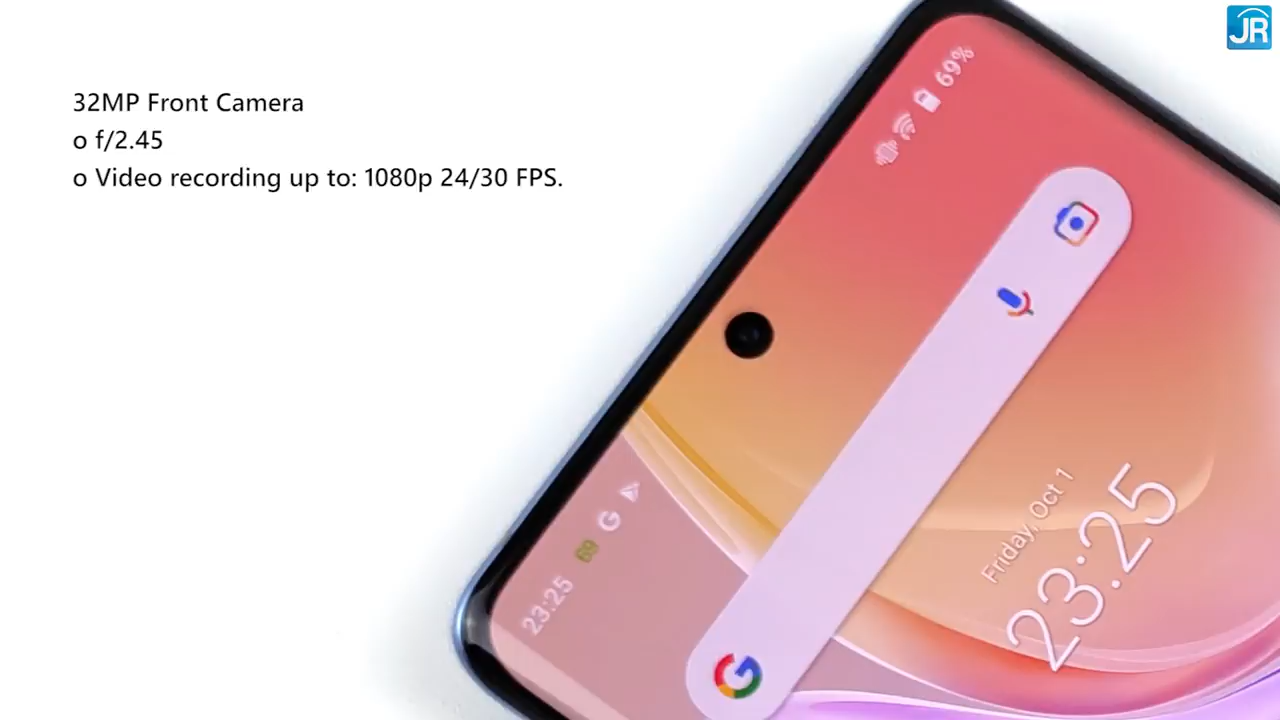 JR
32MP Front Camera
o f/2.45
o Video recording up to: 1080p 24/30 FPS.
69%
23:25
69
G
Friday, Oct 1
23:25
G